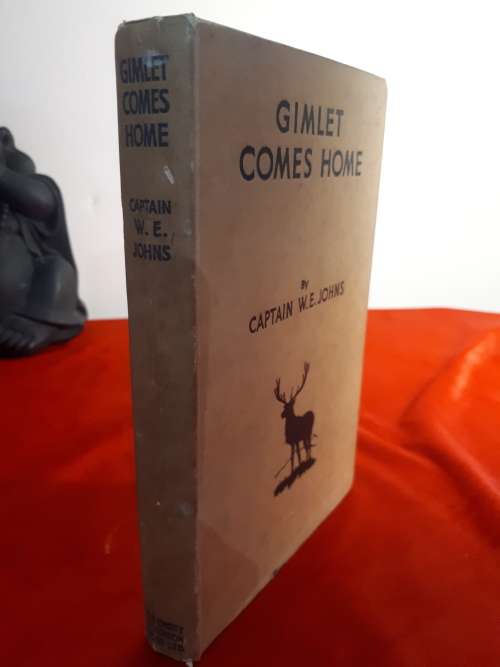 GIMLET
COMES
HOME
CAPTAIN
W. E.
JOHNS
GIMLET
COMES HOME
By
CAPTAIN W. E. JOHNS